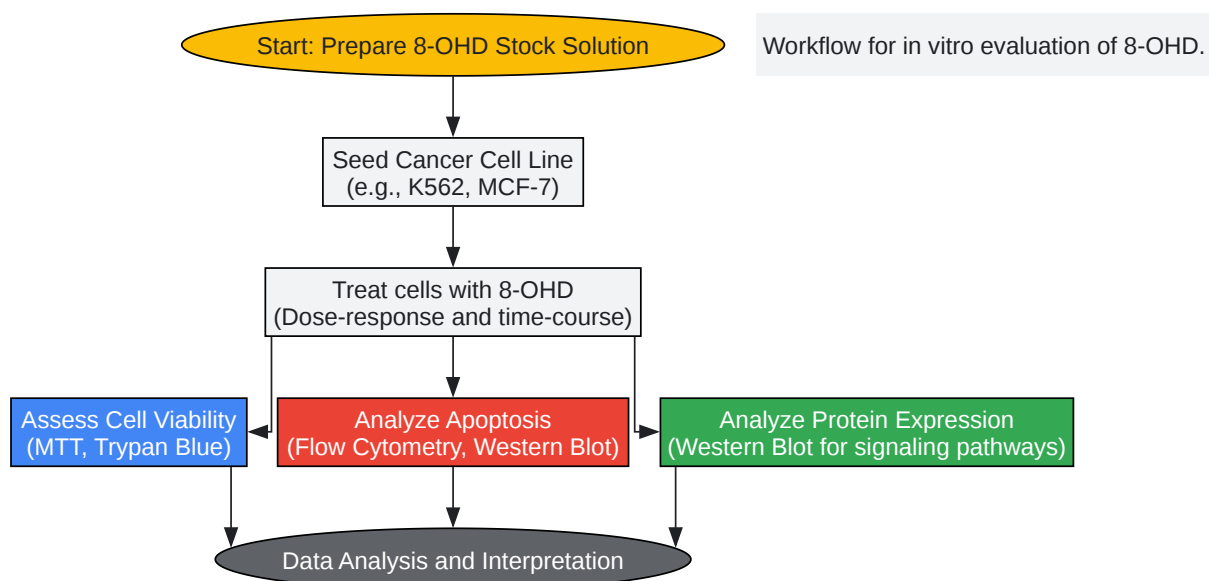 Start: Prepare 8-OHD Stock Solution
Workflow for in vitro evaluation of 8-OHD.
Seed Cancer Cell Line
(e.g., K562, MCF-7)
Treat cells with 8-OHD
(Dose-response and time-course)
Assess Cell Viability
(MTT, Trypan Blue)
Analyze Apoptosis
(Flow Cytometry, Western Blot)
Analyze Protein Expression
(Western Blot for signaling pathways)
Data Analysis and Interpretation